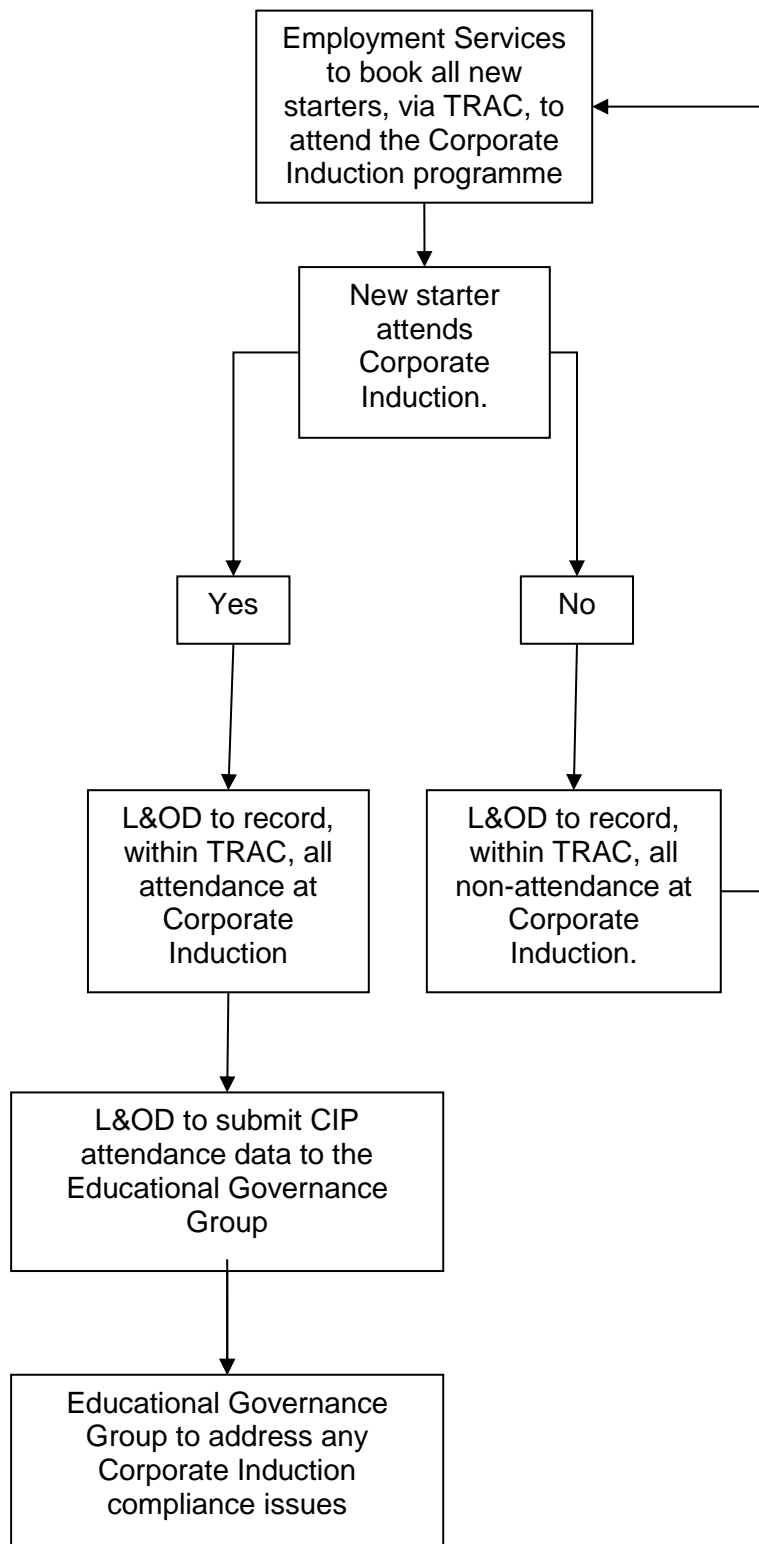 Employment Services
to book all new
starters, via TRAC, to
attend the Corporate
Induction programme
New starter
attends
Corporate
Induction.
Yes
No
L&OD to record,
within TRAC, all
attendance at
Corporate
Induction
L&OD to record,
within TRAC, all
non-attendance at
Corporate
Induction.
L&OD to submit CIP
attendance data to the
Educational Governance
Group
Educational Governance
Group to address any
Corporate Induction
compliance issues